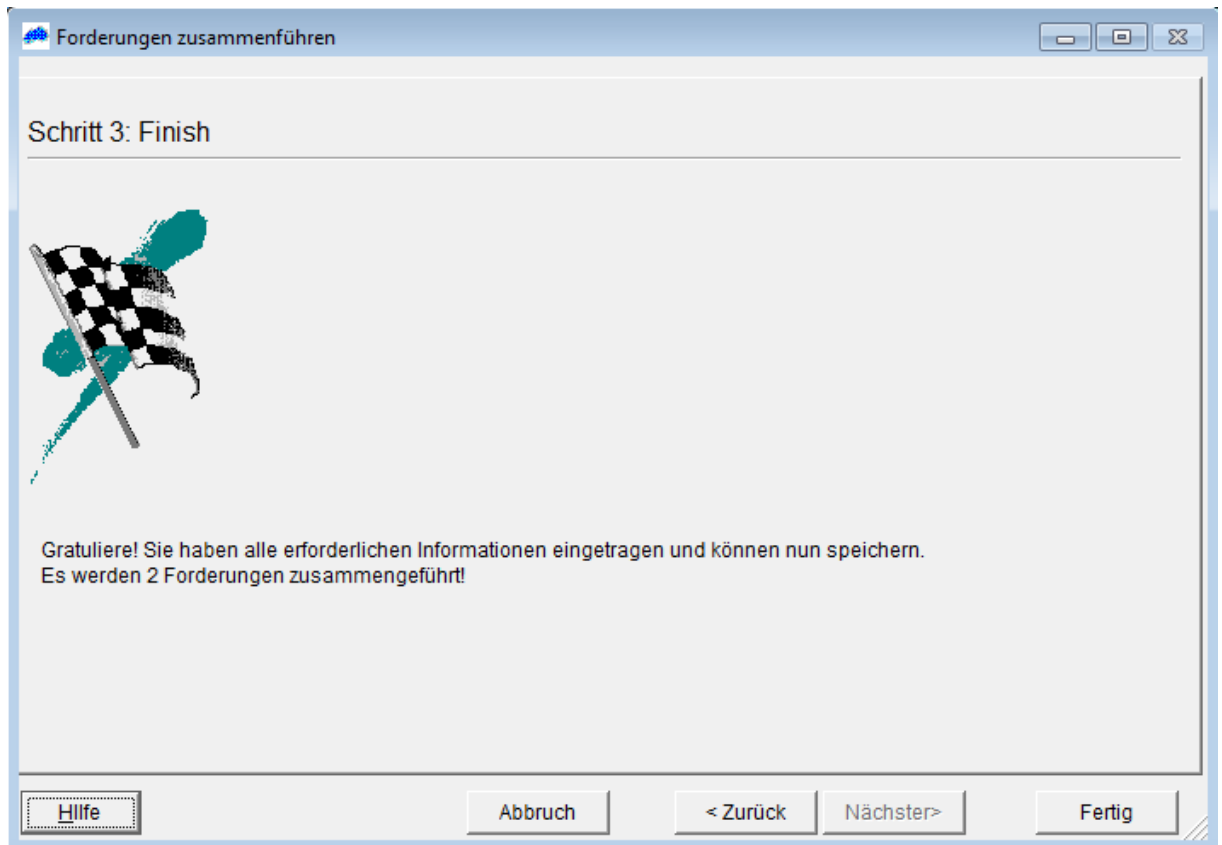 Forderungen zusammenführen
Schritt 3: Finish
Gratuliere! Sie haben alle erforderlichen Informationen eingetragen und können nun speichern.
Es werden 2 Forderungen zusammengeführt!
HIlfe
Abbruch
< Zurück
Nächster>
Fertig